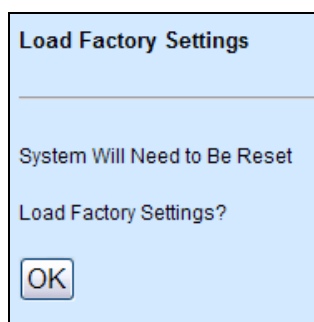 Load Factory Settings
System Will Need to Be Reset
Load Factory Settings?
OK